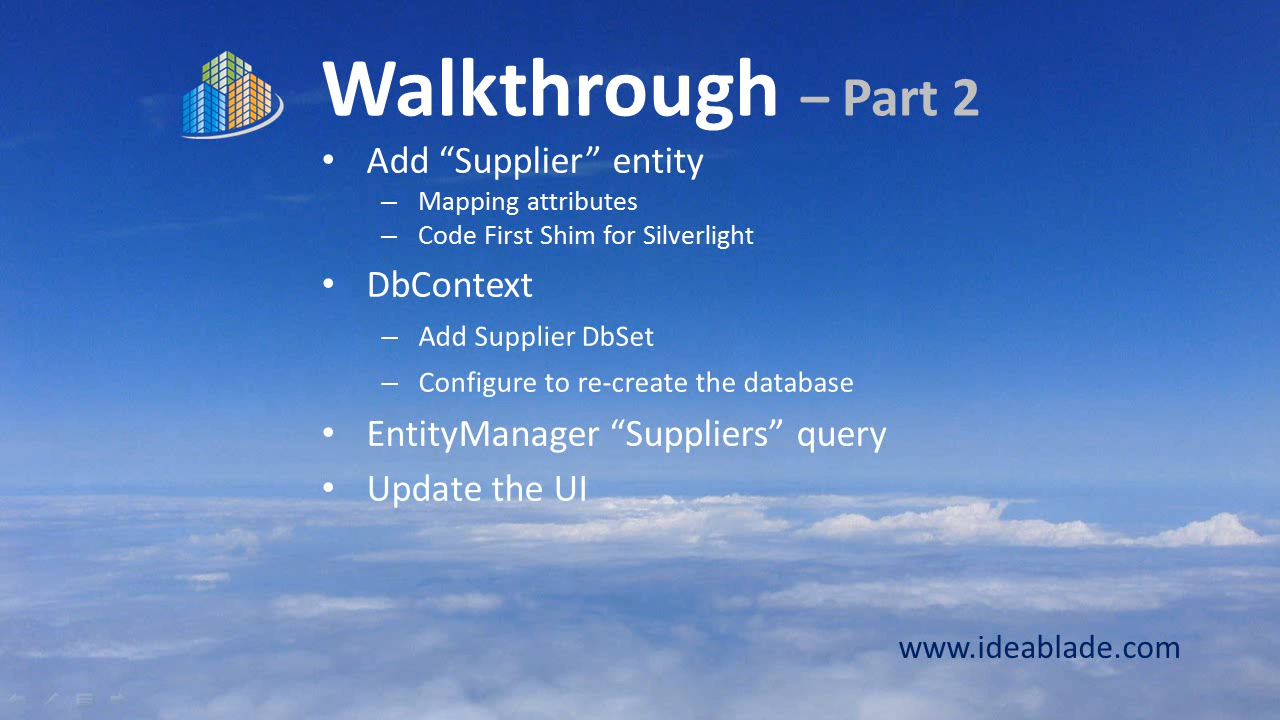 Walkthrough – Part 2
• Add “Supplier” entity
– Mapping attributes
– Code First Shim for Silverlight
• DbContext
– Add Supplier DbSet
– Configure to re-create the database
• EntityManager “Suppliers” query
• Update the UI
www.ideablade.com